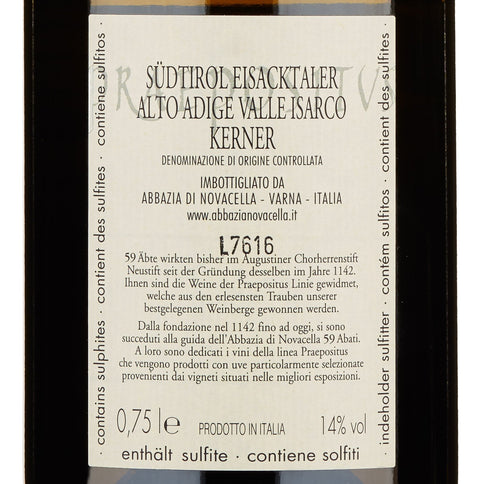 PRAEPOSITUS
SÜDTIROL EISACKTALER
ALTO ADIGE VALLE ISARCO
KERNER
DENOMINAZIONE DI ORIGINE CONTROLLATA
IMBOTTIGLIATO DA
ABBAZIA DI NOVACELLA - VARNA - ITALIA
www.abbazianovacella.it
L7616
59 Äbte wirkten bisher im Augustiner Chorherrenstift
Neustift seit der Gründung desselben im Jahre 1142.
Ihnen sind die Weine der Praepositus Linie gewidmet,
welche aus den erlesensten Trauben unserer
bestgelegenen Weinberge gewonnen werden.
Dalla fondazione nel 1142 fino ad oggi, si sono
succeduti alla guida dell'Abbazia di Novacella 59 Abati.
A loro sono dedicati i vini della linea Praepositus
che vengono prodotti con uve particolarmente selezionate
provenienti dai vigneti situati nelle migliori esposizioni.
0,75 l e PRODOTTO IN ITALIA 14% vol
contains sulphites · contient des sulfites · contiene sulfitos
enthält sulfite · contiene solfiti
indeholder sulfitter · contém sulfitos · contient des sulfites